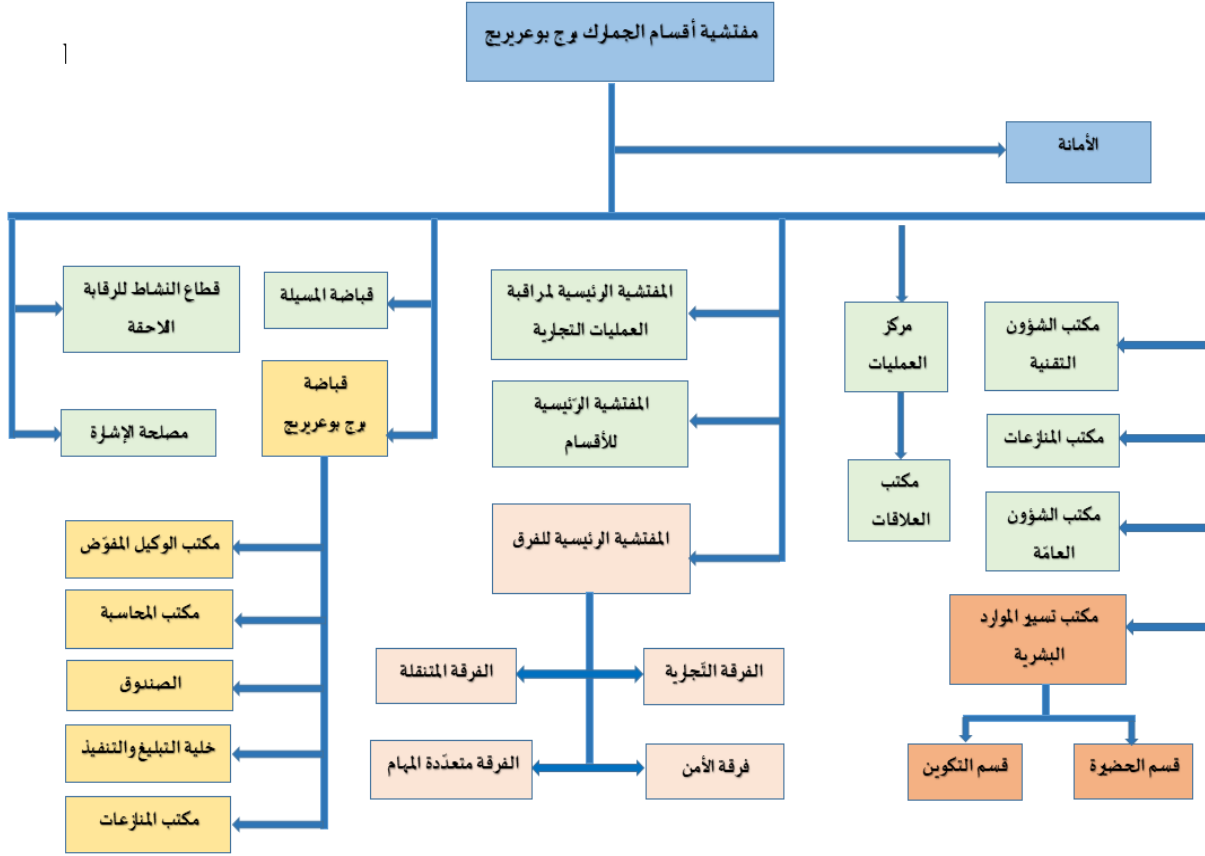 مفتشية أقسام الجمارك برج بوعريريج
الأمانة
مكتب الشؤون
التقنية
مكتب المنازعات
مكتب الشؤون
العامّة
مكتب تسيير الموارد
البشرية
قسم الحضيرة
قسم التكوين
مركز
العمليات
مكتب
العلاقات
المفتشية الرئيسية لمراقبة
العمليات التجارية
المفتشية الرّئيسية
للأقسام
المفتشية الرئيسية للفرق
الفرقة التّجارية
الفرقة المتنقلة
فرقة الأمن
الفرقة متعدّدة المهام
قباضة المسيلة
قباضة
برج بوعريريج
مكتب الوكيل المفوّض
مكتب المحاسبة
الصندوق
خلية التبليغ والتنفيذ
مكتب المنازعات
قطاع النشاط للرقابة
اللاحقة
مصلحة الإشارة